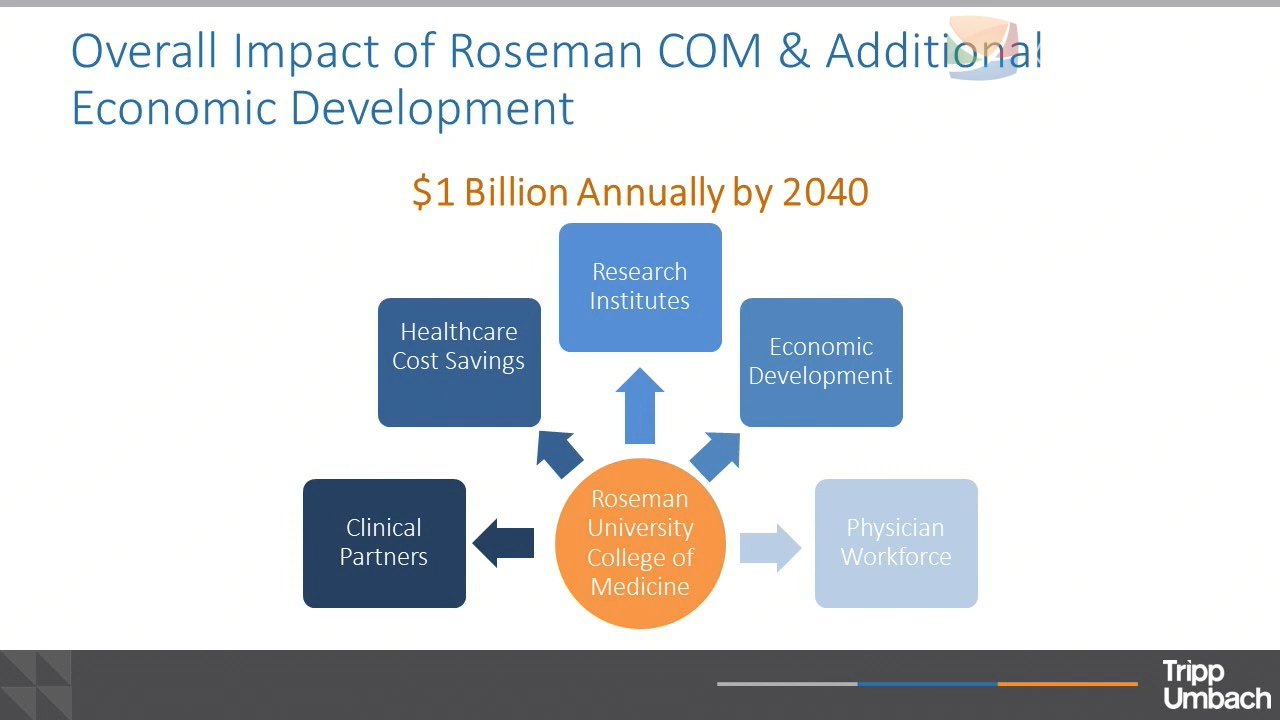 Overall Impact of Roseman COM & Additional
Economic Development
$1 Billion Annually by 2040
Research
Institutes
Healthcare
Cost Savings
Economic
Development
Clinical
Partners
Roseman
University
College of
Medicine
Physician
Workforce
Tripp
Umbach